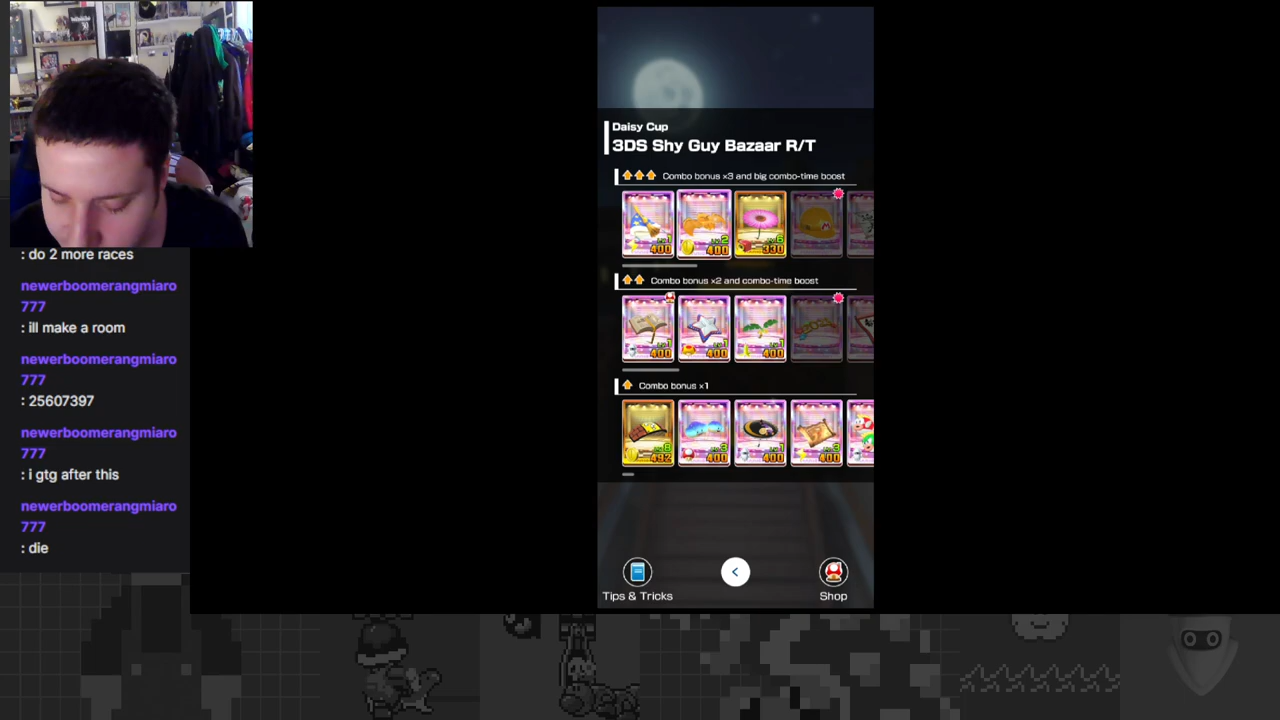 : do 2 more races
newerboomerangmiaro
777
: ill make a room
newerboomerangmiaro
777
: 25607397
newerboomerangmiaro
777
: i gtg after this
newerboomerangmiaro
777
: die
Daisy Cup
3DS Shy Guy Bazaar R/T
Combo bonus ×3 and big combo-time boost
400
400
330
Combo bonus ×2 and combo-time boost
400
400
400
Combo bonus ×1
492
400
400
400
Tips & Tricks
Shop